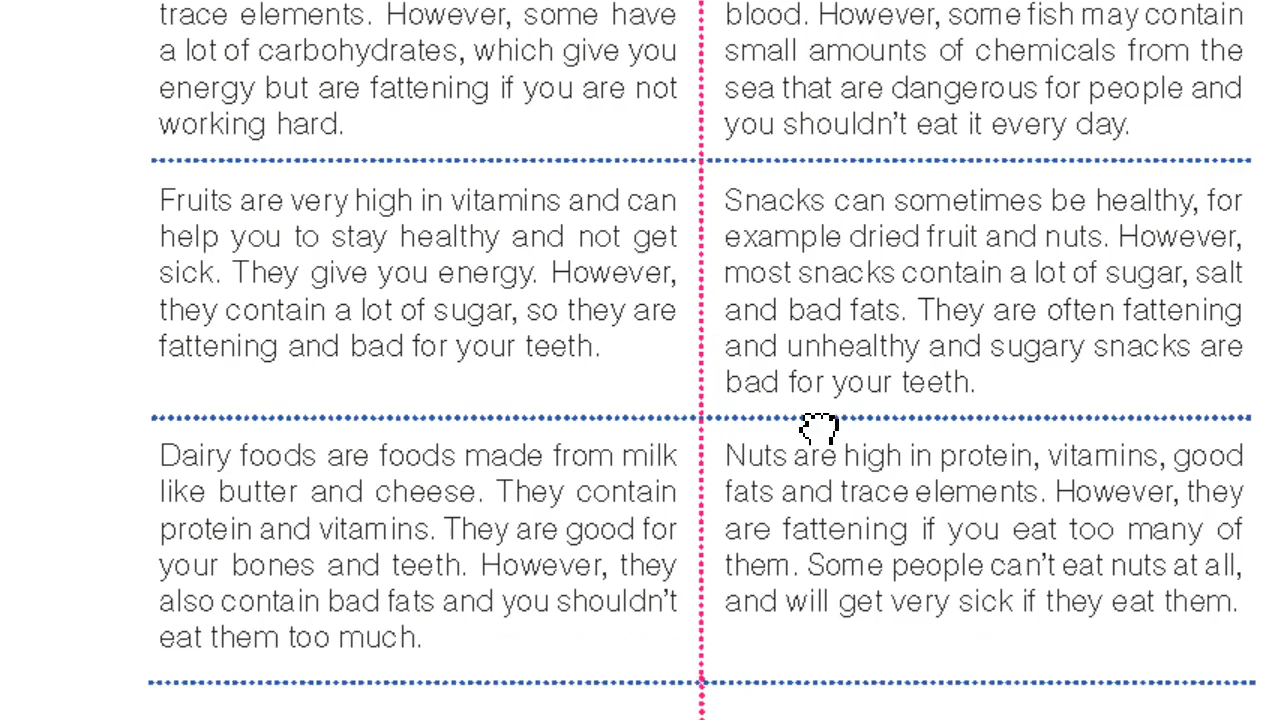 trace elements. However, some have
a lot of carbohydrates, which give you
energy but are fattening if you are not
working hard.
blood. However, some fish may contain
small amounts of chemicals from the
sea that are dangerous for people and
you shouldn't eat it every day.
Fruits are very high in vitamins and can
help you to stay healthy and not get
sick. They give you energy. However,
they contain a lot of sugar, so they are
fattening and bad for your teeth.
Snacks can sometimes be healthy, for
example dried fruit and nuts. However,
most snacks contain a lot of sugar, salt
and bad fats. They are often fattening
and unhealthy and sugary snacks are
bad for your teeth.
Dairy foods are foods made from milk
like butter and cheese. They contain
protein and vitamins. They are good for
your bones and teeth. However, they
also contain bad fats and you shouldn't
eat them too much.
Nuts are high in protein, vitamins, good
fats and trace elements. However, they
are fattening if you eat too many of
them. Some people can't eat nuts at all,
and will get very sick if they eat them.